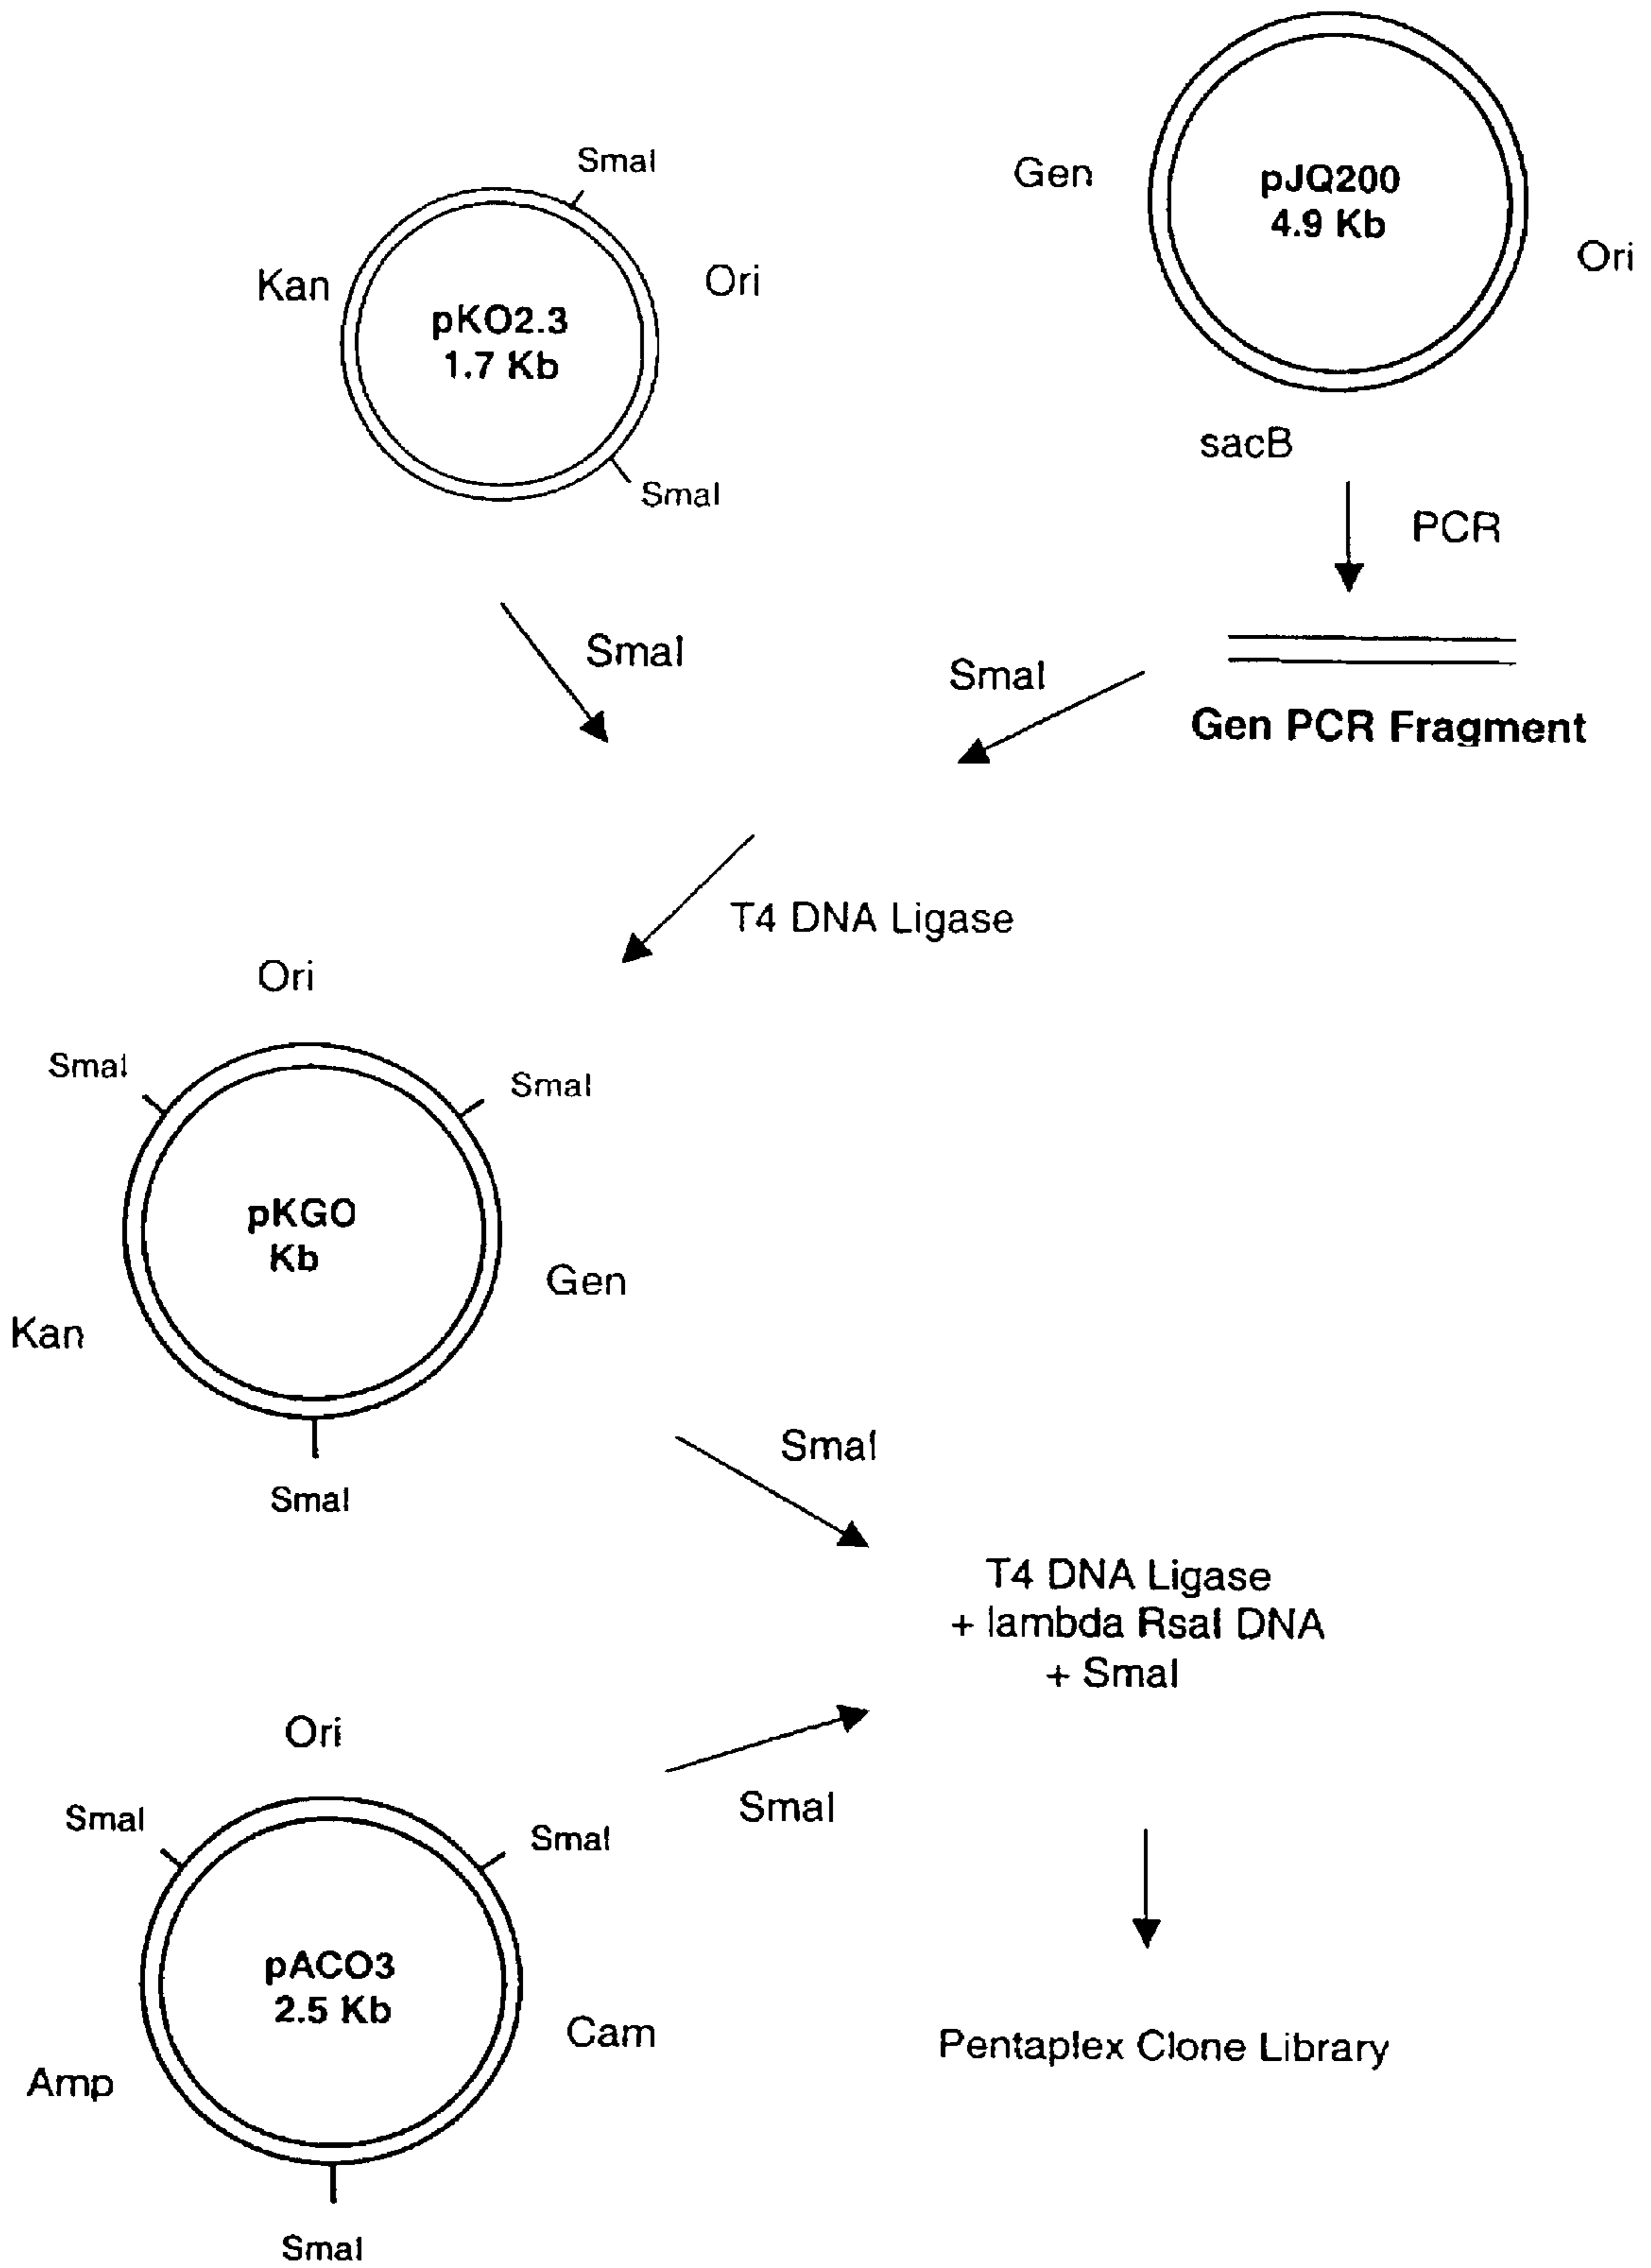 SmaI
Kan
Ori
pKO2.3
1.7 Kb
SmaI
Gen
pJQ200
4.9 Kb
Ori
sacB
PCR
SmaI
SmaI
Gen PCR Fragment
T4 DNA Ligase
Ori
SmaI
SmaI
pKGO
Kb
Gen
Kan
SmaI
SmaI
T4 DNA Ligase
+ lambda RsaI DNA
+ SmaI
Ori
SmaI
SmaI
SmaI
pACO3
2.5 Kb
Cam
Amp
SmaI
Pentaplex Clone Library